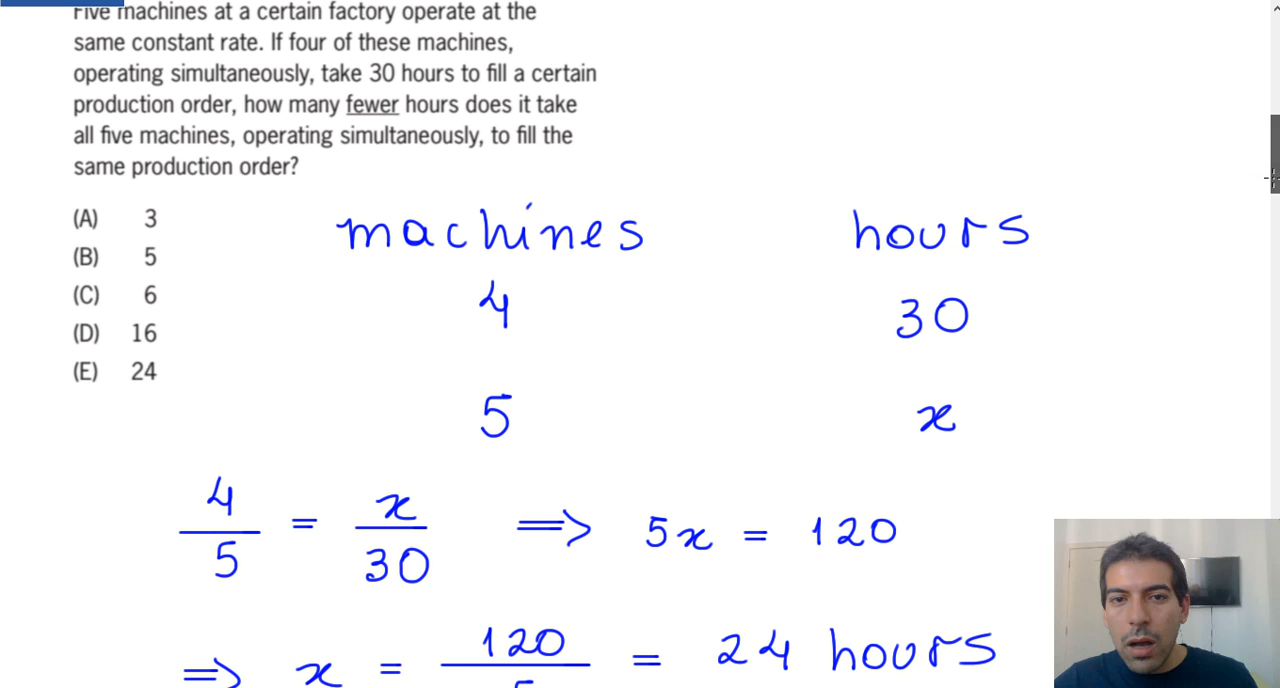 Five machines at a certain factory operate at the
same constant rate. If four of these machines,
operating simultaneously, take 30 hours to fill a certain
production order, how many fewer hours does it take
all five machines, operating simultaneously, to fill the
same production order?
(A) 3
(B) 5
(C) 6
(D) 16
(E) 24
machines hours
4 30
5 x
4/5 = x/30 ⟹ 5x = 120
⟹ x = 120/5 = 24 hours